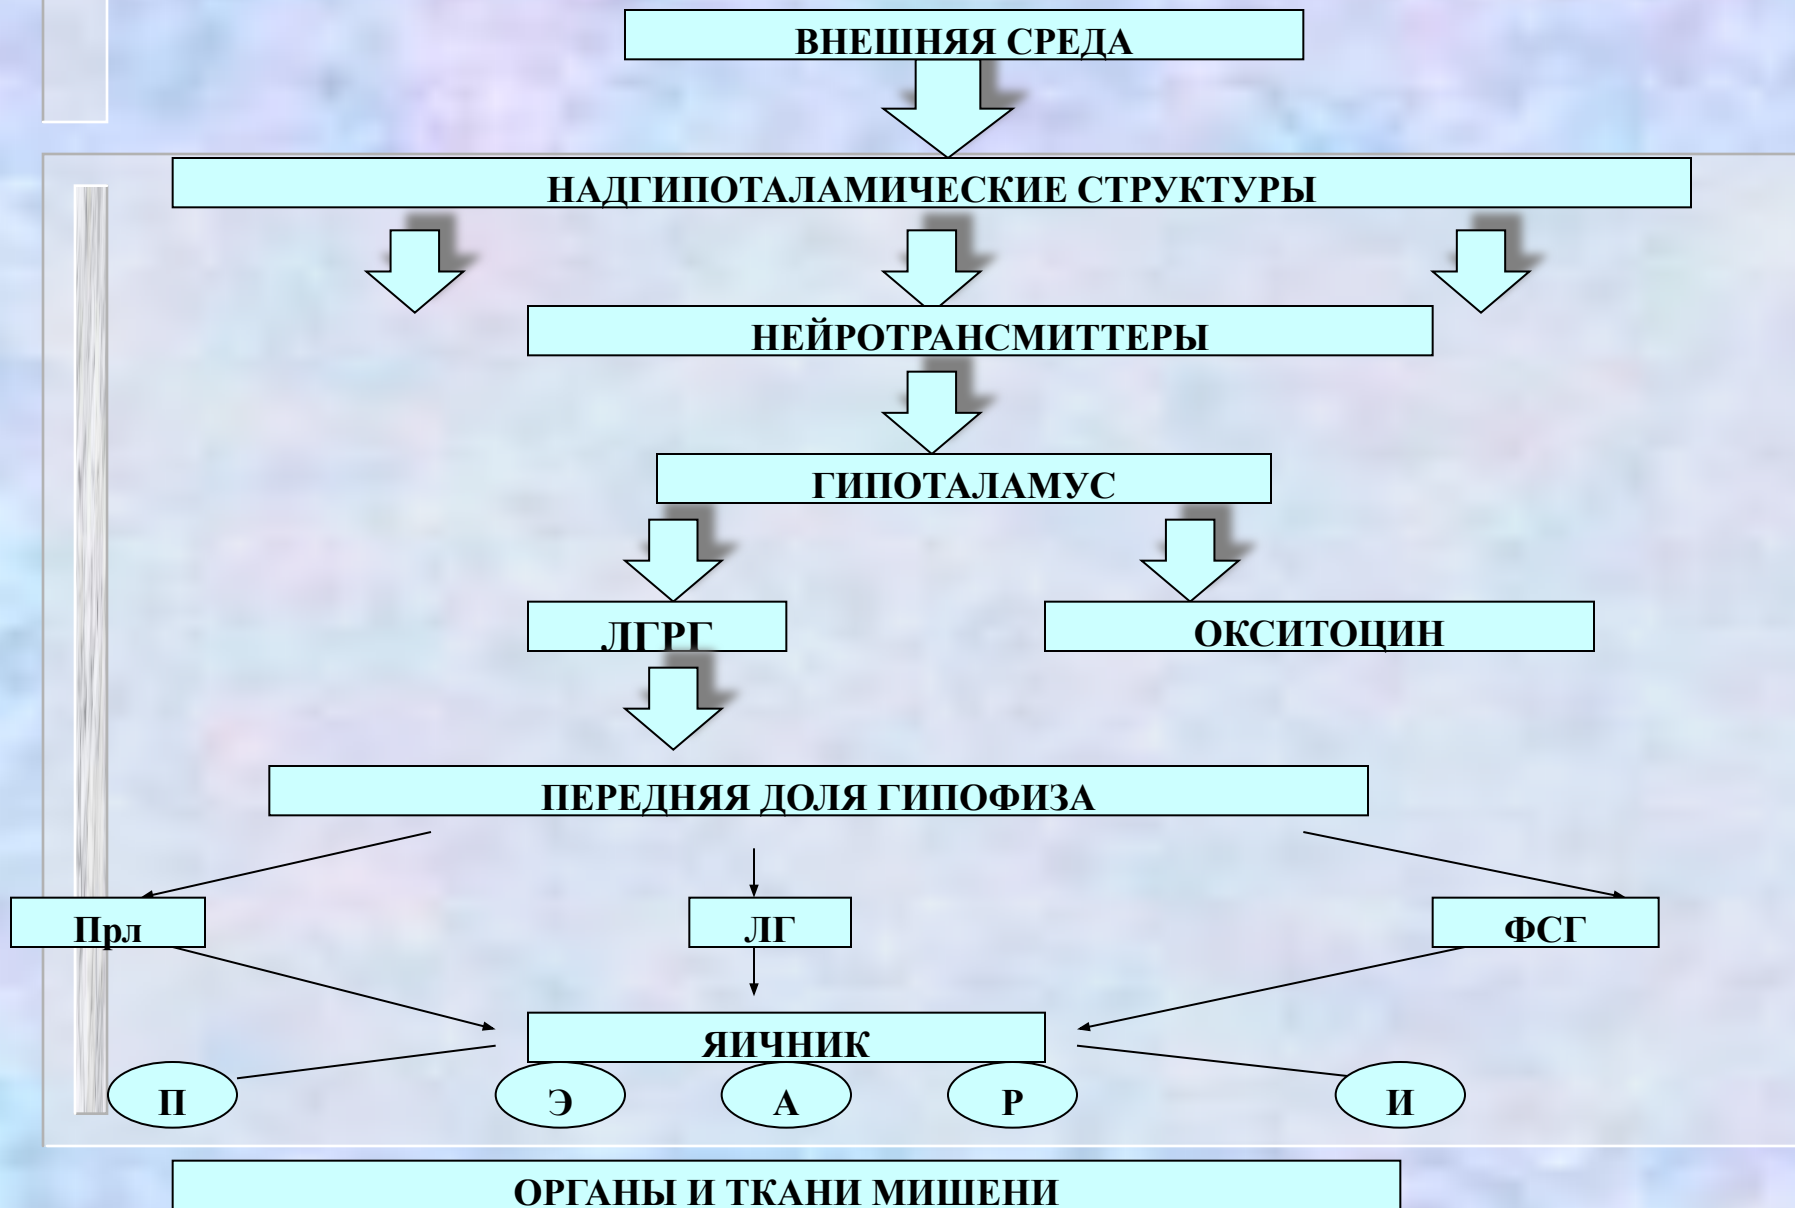 ВНЕШНЯЯ СРЕДА
НАДГИПОТАЛАМИЧЕСКИЕ СТРУКТУРЫ
НЕЙРОТРАНСМИТТЕРЫ
ГИПОТАЛАМУС
ЛГРГ
ОКСИТОЦИН
ПЕРЕДНЯЯ ДОЛЯ ГИПОФИЗА
Прл
ЛГ
ФСГ
ЯИЧНИК
П
Э
А
Р
И
ОРГАНЫ И ТКАНИ МИШЕНИ